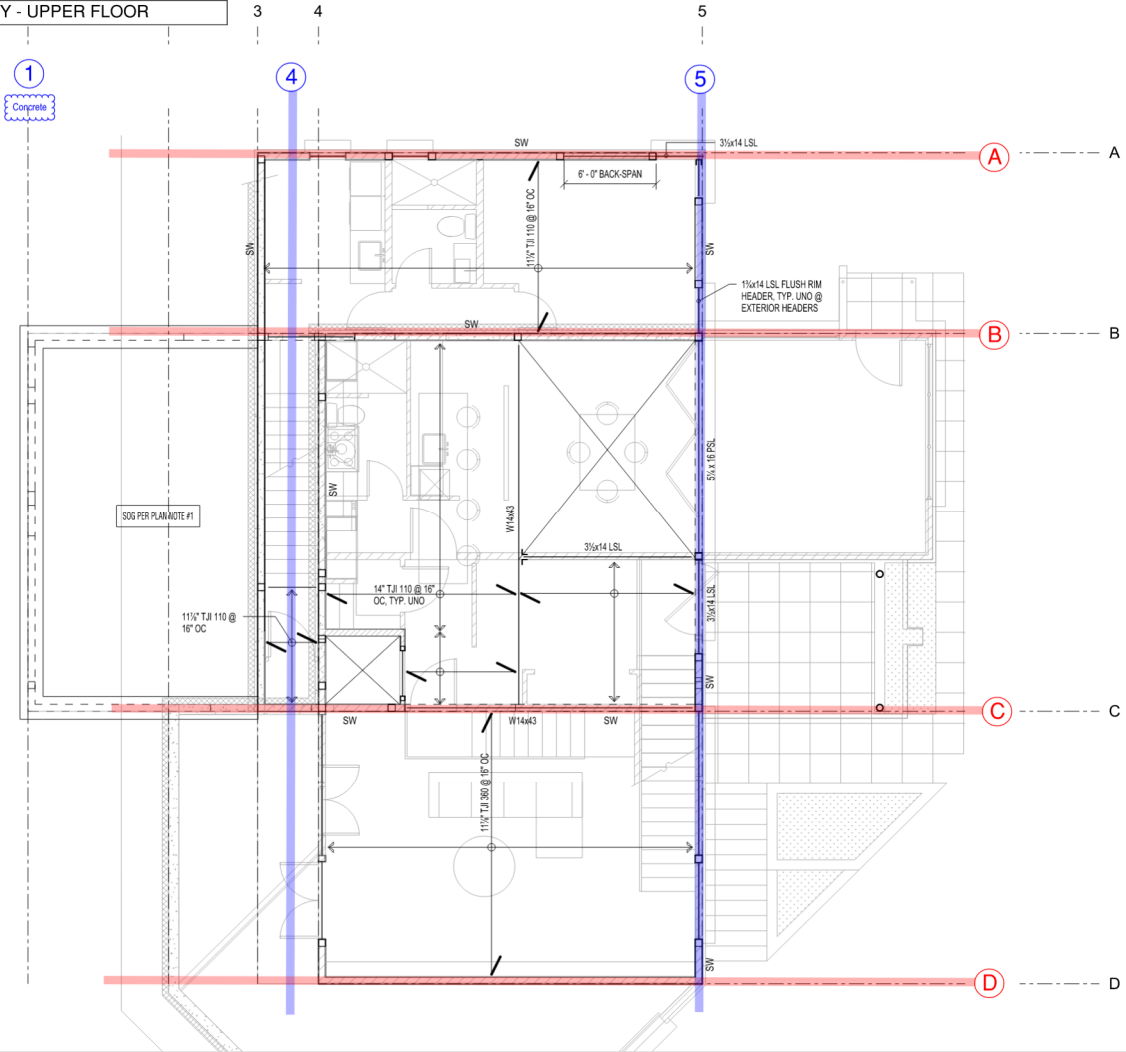 Y - UPPER FLOOR
3
4
5
1
4
5
Concrete
SW
3½x14 LSL
A
A
6' - 0" BACK-SPAN
11⅞" TJI 110 @ 16" OC
SW
SW
1¾x14 LSL FLUSH RIM
HEADER, TYP. UNO @
EXTERIOR HEADERS
SW
B
B
5¼ x 16 PSL
SW
SOG PER PLAN NOTE #1
W14x43
3½x14 LSL
14" TJI 110 @ 16"
OC, TYP. UNO
3½x14 LSL
11⅞" TJI 110 @
16" OC
SW
C
C
SW
W14x43
SW
11⅞" TJI 360 @ 16" OC
SW
D
D